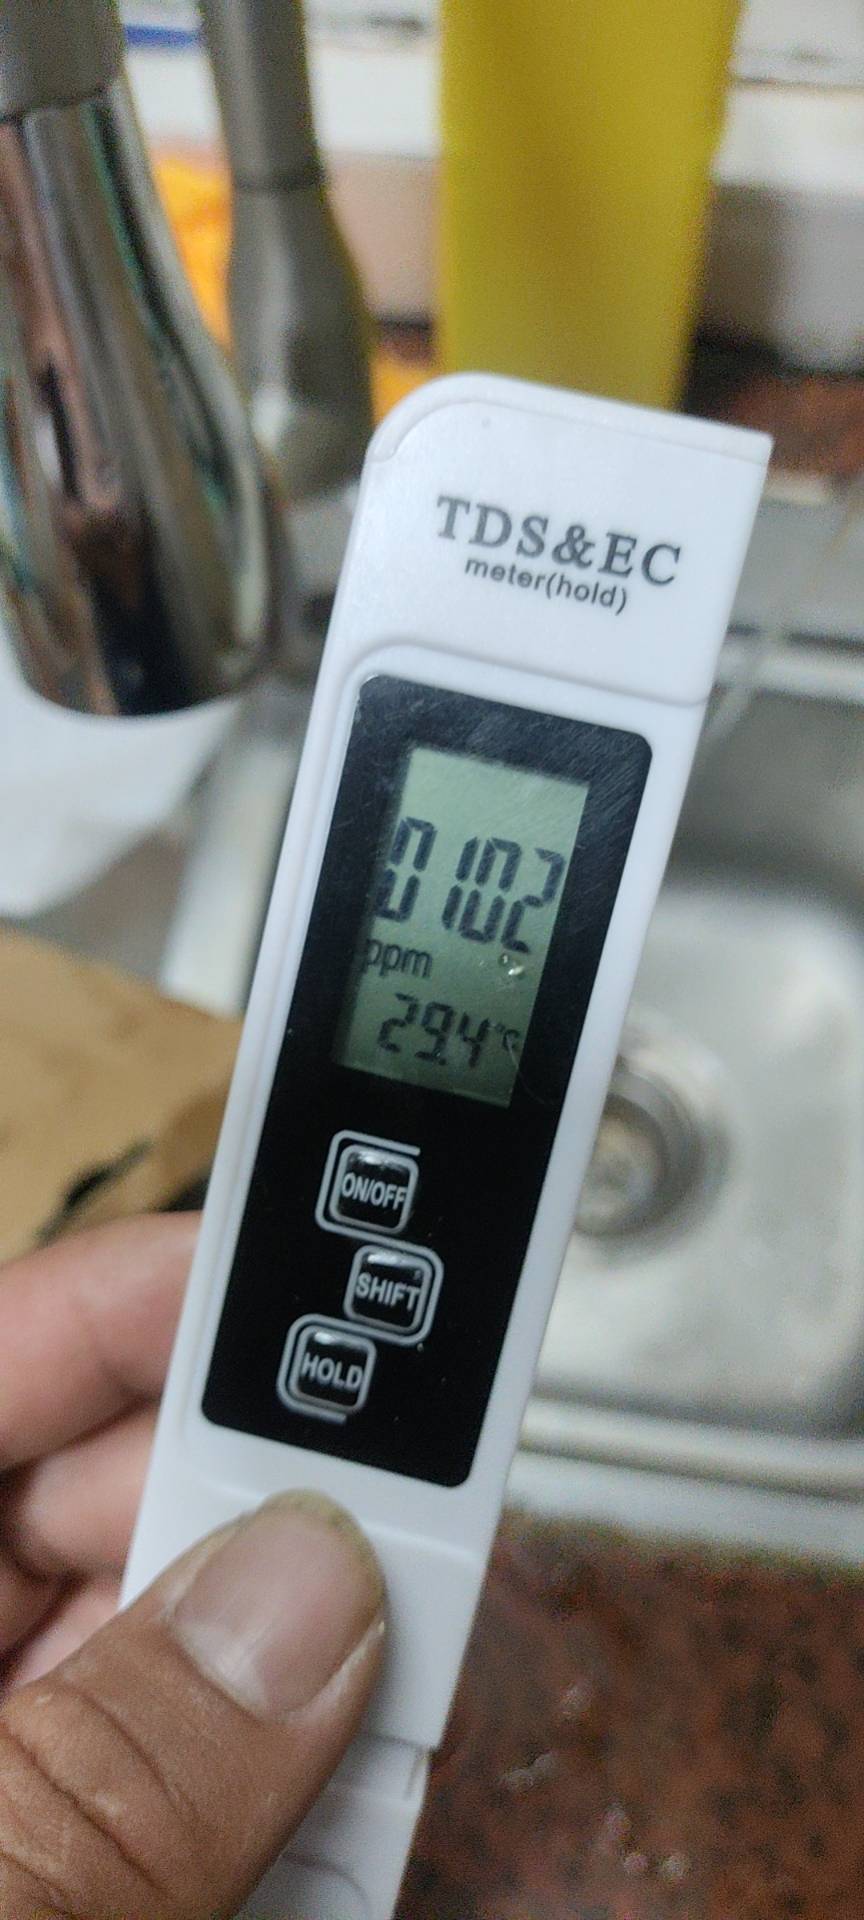 TDS&EC
meter(hold)
0102
ppm
29.4°C
ON/OFF
SHIFT
HOLD